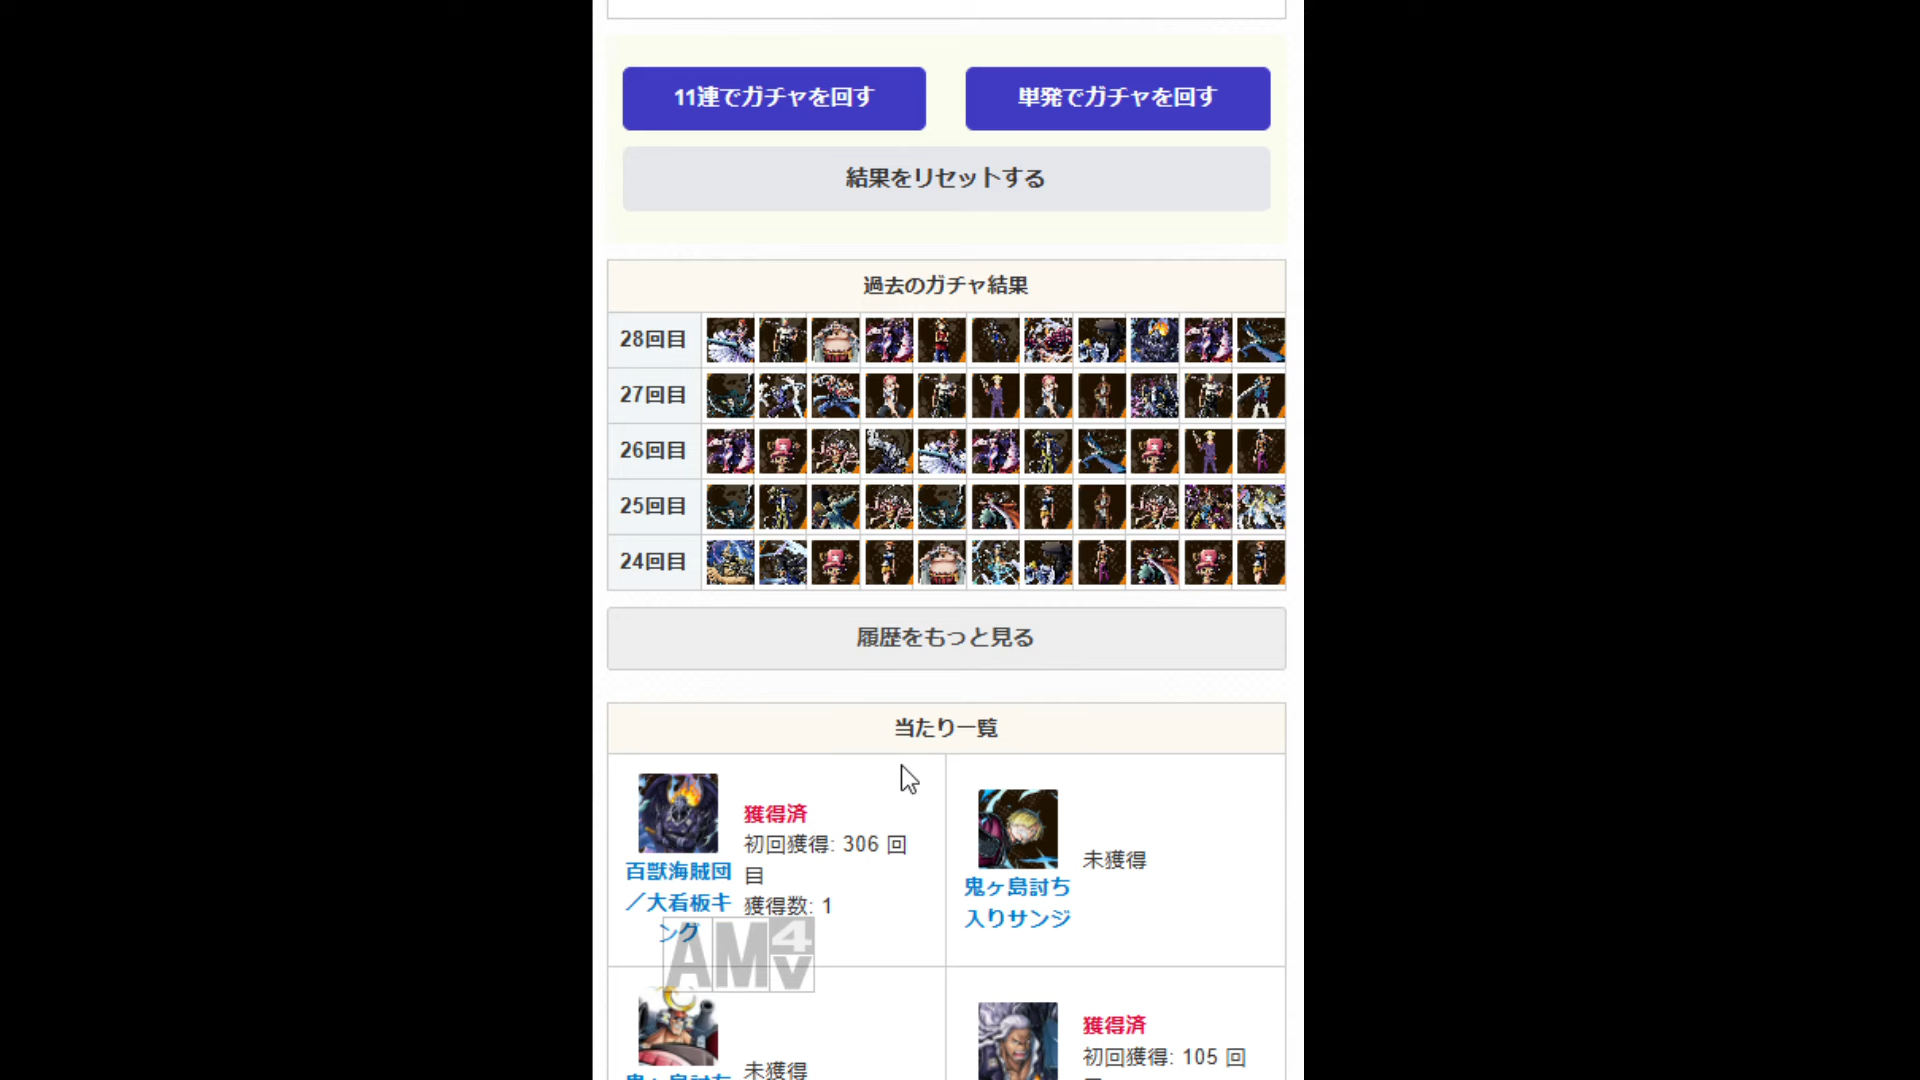 11連でガチャを回す
単発でガチャを回す
結果をリセットする
過去のガチャ結果
28回目
27回目
26回目
25回目
24回目
履歴をもっと見る
当たり一覧
百獣海賊団
／大看板キ
ング
獲得済
初回獲得: 306 回
目
獲得数: 1
鬼ヶ島討ち
入りサンジ
未獲得
AM4V
鬼ヶ島討ち
未獲得
獲得済
初回獲得: 105 回